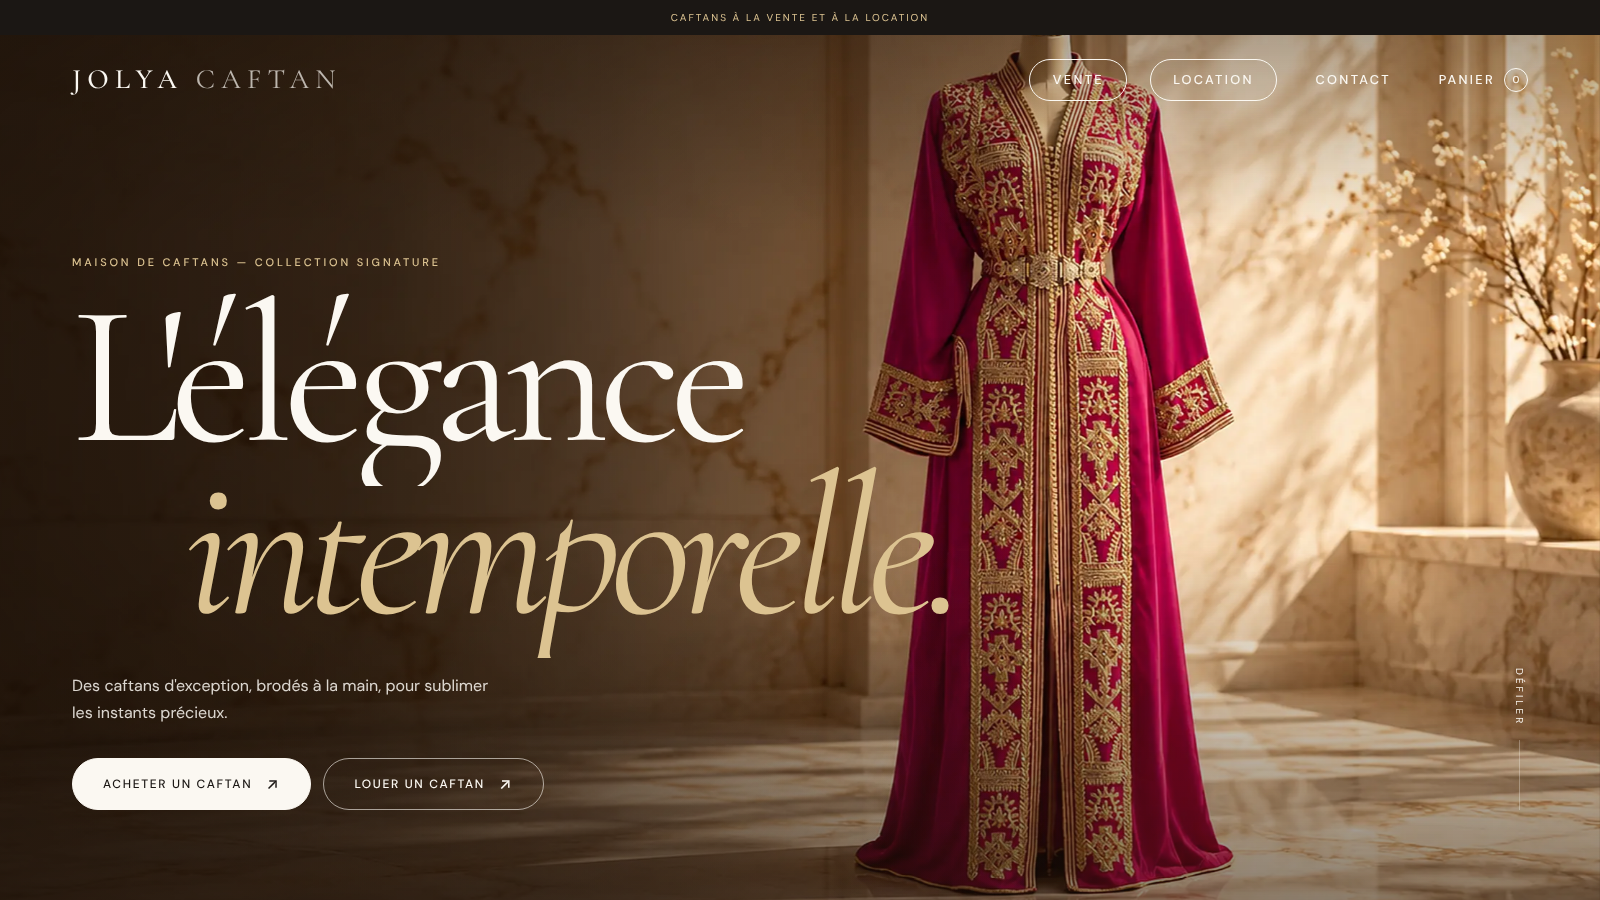 CAFTANS À LA VENTE ET À LA LOCATION
JOLYA CAFTAN
VENTE
LOCATION
CONTACT
PANIER 0
MAISON DE CAFTANS — COLLECTION SIGNATURE
L'élégance
intemporelle.
Des caftans d'exception, brodés à la main, pour sublimer
les instants précieux.
ACHETER UN CAFTAN
LOUER UN CAFTAN
DÉFILER